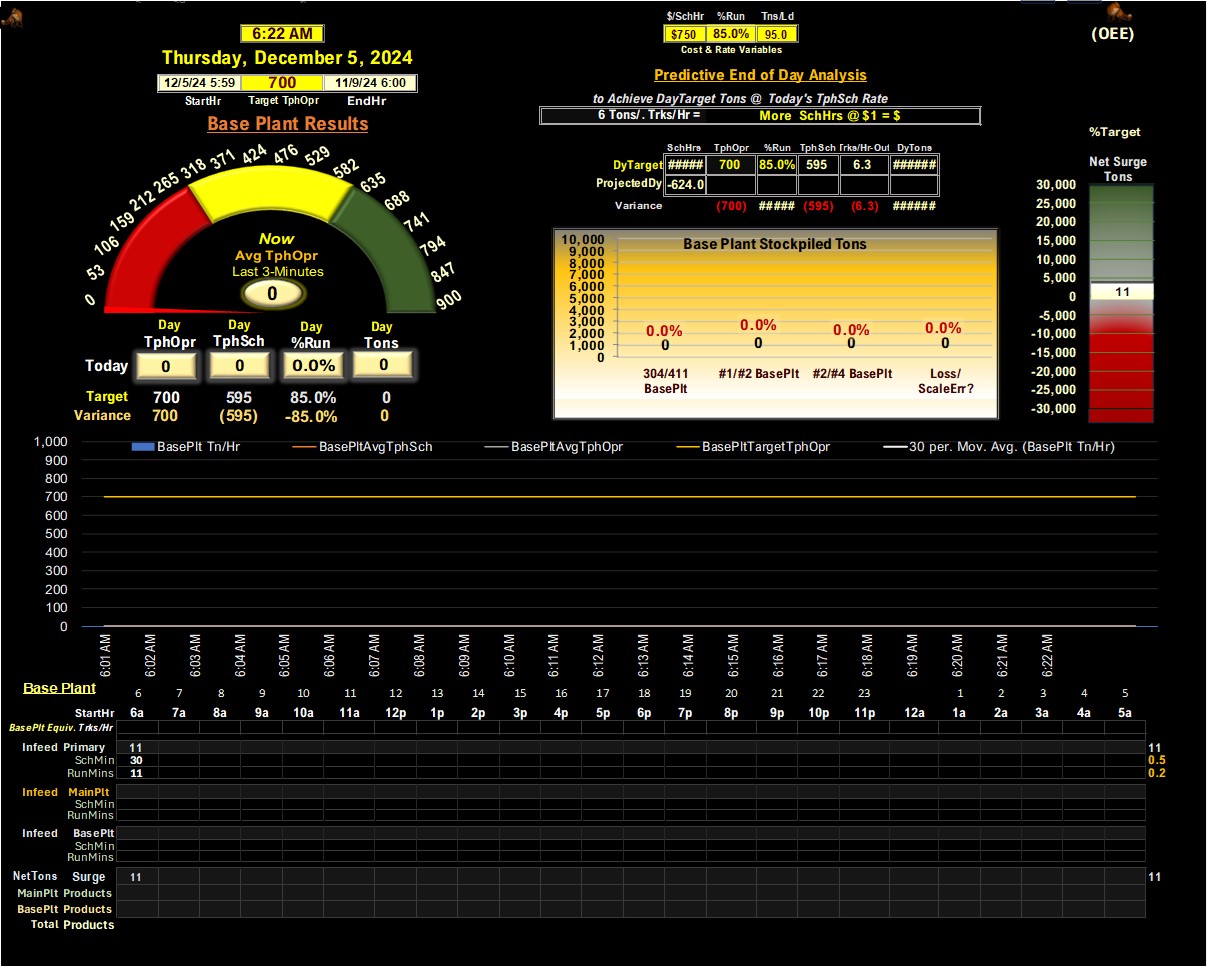 $/SchHr %Run Tns/Ld
$750 85.0% 95.0
Cost & Rate Variables
(OEE)
6:22 AM
Thursday, December 5, 2024
12/5/24 5:59 700 11/9/24 6:00
StartHr Target TphOpr EndHr
Base Plant Results
Predictive End of Day Analysis
to Achieve DayTarget Tons @ Today's TphSch Rate
6 Tons/. Trks/Hr = More SchHrs @ $1 = $
SchHrs TphOpr %Run TphSch Trks/Hr-Out DyTons
DyTarget ##### 700 85.0% 595 6.3 ######
ProjectedDy -624.0
Variance (700) ##### (595) (6.3) ######
%Target
Net Surge
Tons
30,000
25,000
20,000
15,000
10,000
5,000
0
-5,000
-10,000
-15,000
-20,000
-25,000
-30,000
11
0 53 106 159 212 265 318 371 424 476 529 582 635 688 741 794 847 900
Now
Avg TphOpr
Last 3-Minutes
0
Day Day Day Day
TphOpr TphSch %Run Tons
Today 0 0 0.0% 0
Target 700 595 85.0% 0
Variance 700 (595) -85.0% 0
Base Plant Stockpiled Tons
10,000
9,000
8,000
7,000
6,000
5,000
4,000
3,000
2,000
1,000
0
0.0% 0.0% 0.0% 0.0%
0 0 0 0
304/411 #1/#2 BasePlt #2/#4 BasePlt Loss/
BasePlt ScaleErr?
BasePlt Tn/Hr BasePltAvgTphSch BasePltAvgTphOpr BasePltTargetTphOpr 30 per. Mov. Avg. (BasePlt Tn/Hr)
1,000
900
800
700
600
500
400
300
200
100
0
6:01 AM 6:02 AM 6:03 AM 6:04 AM 6:05 AM 6:06 AM 6:07 AM 6:08 AM 6:09 AM 6:10 AM 6:11 AM 6:12 AM 6:13 AM 6:14 AM 6:15 AM 6:16 AM 6:17 AM 6:18 AM 6:19 AM 6:20 AM 6:21 AM 6:22 AM
Base Plant 6 7 8 9 10 11 12 13 14 15 16 17 18 19 20 21 22 23 1 2 3 4 5
StartHr 6a 7a 8a 9a 10a 11a 12p 1p 2p 3p 4p 5p 6p 7p 8p 9p 10p 11p 12a 1a 2a 3a 4a 5a
BasePlt Equiv. Trks/Hr
Infeed Primary 11 11
SchMin 30 0.5
RunMins 11 0.2
Infeed MainPlt
SchMin
RunMins
Infeed BasePlt
SchMin
RunMins
NetTons Surge 11 11
MainPlt Products
BasePlt Products
Total Products